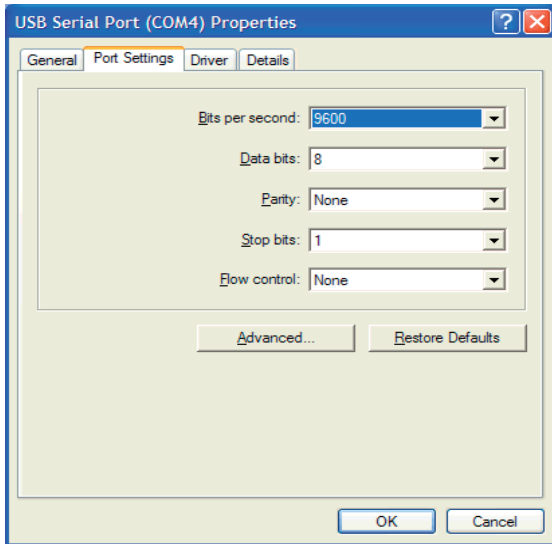 USB Serial Port (COM4) Properties
General Port Settings Driver Details
Bits per second: 9600
Data bits: 8
Parity: None
Stop bits: 1
Flow control: None
Advanced... Restore Defaults
OK Cancel